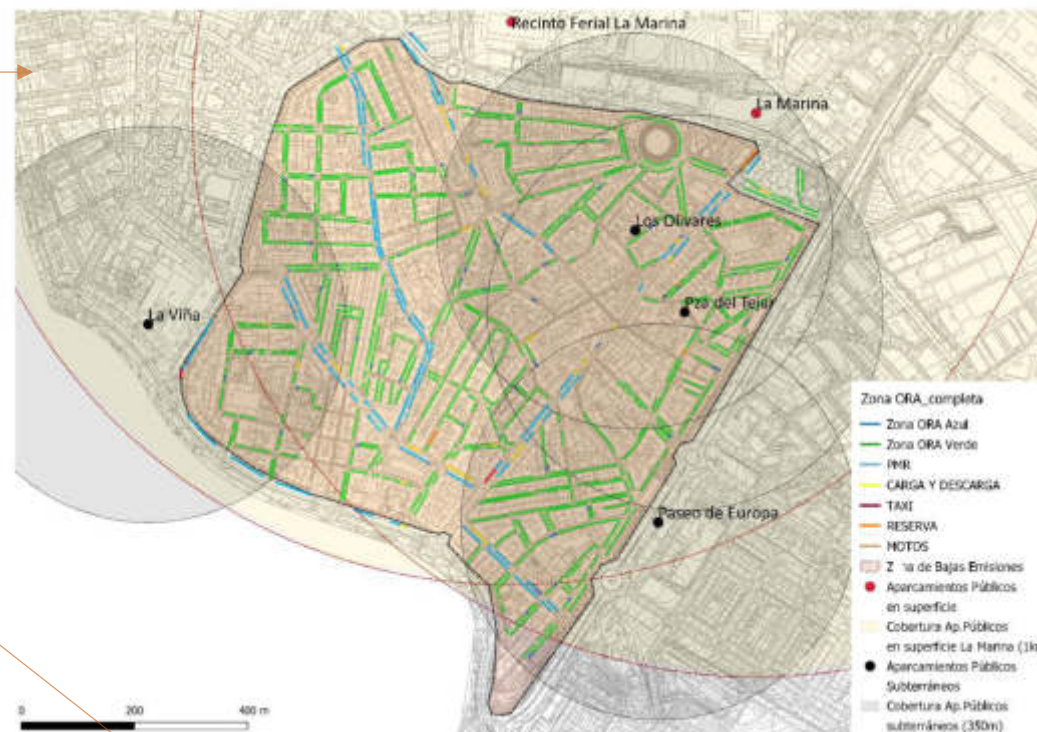 Recinto Ferial La Marina
La Marina
Los Olivares
Pza del Tejar
La Viña
Paseo de Europa
Zona ORA_completa
Zona ORA Azul
Zona ORA Verde
PMR
CARGA Y DESCARGA
TAXI
RESERVA
MOTOS
Z na de Bajas Emisiones
Aparcamientos Públicos
en superficie
Cobertura Ap.Públicos
en superficie La Marina (1k
Aparcamientos Públicos
Subterráneos
Cobertura Ap.Públicos
subterráneos (350m)
0 200 400 m